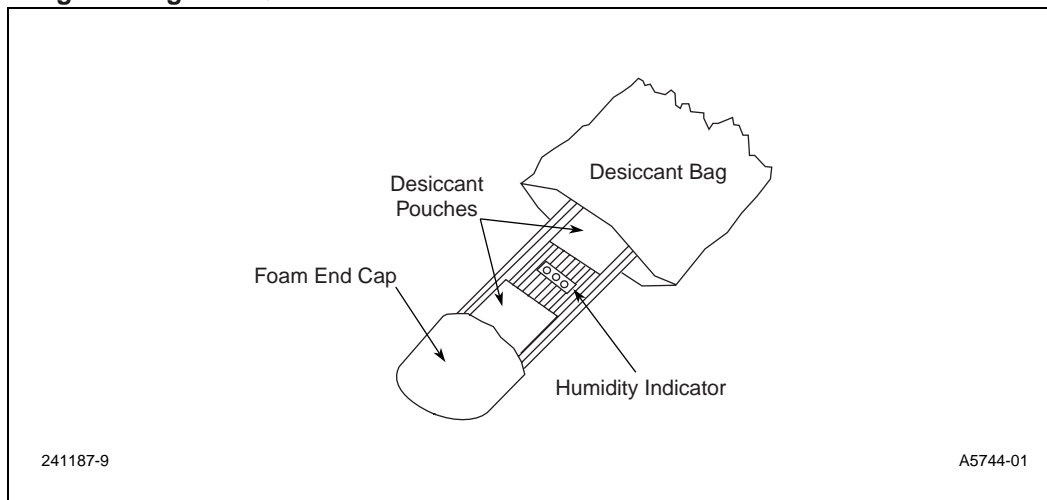 Desiccant Bag
Desiccant
Pouches
Foam End Cap
Humidity Indicator
241187-9
A5744-01